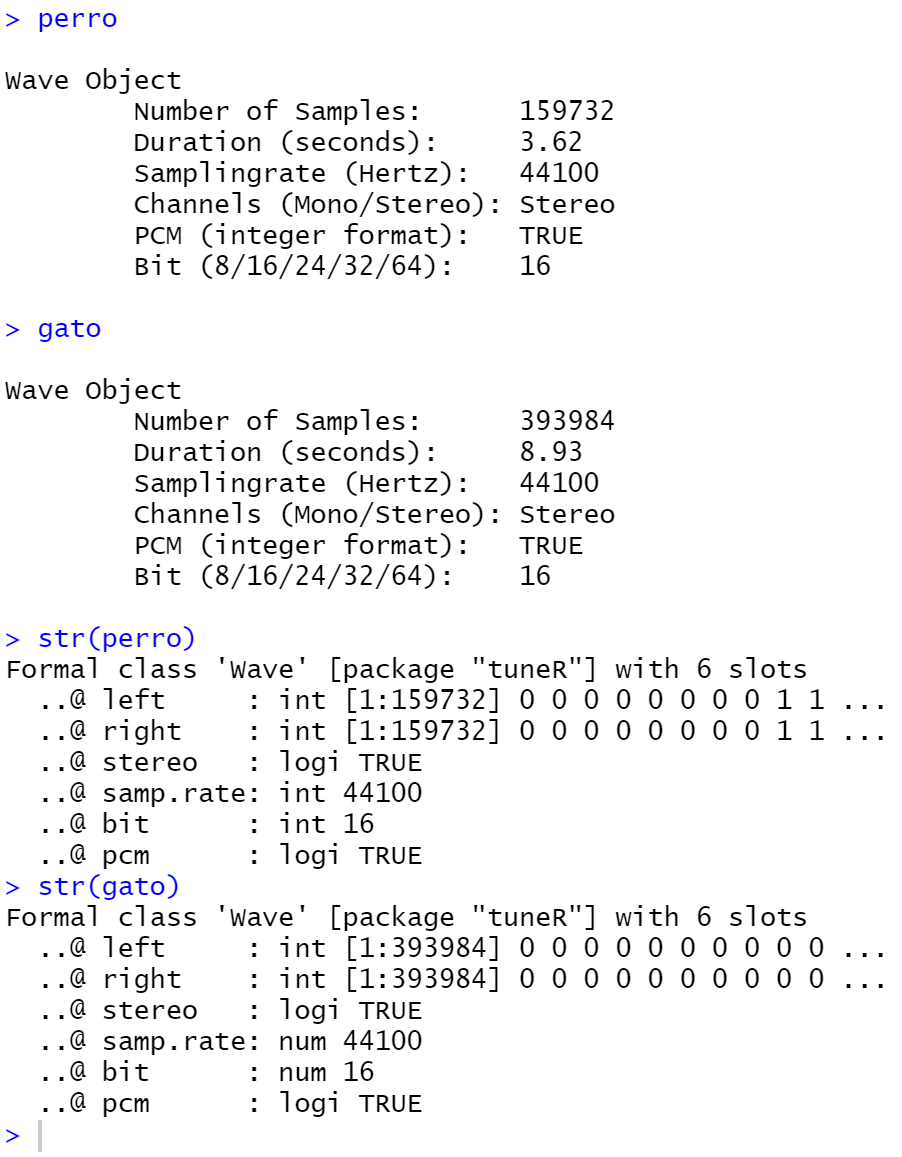 > perro
Wave Object
Number of Samples: 159732
Duration (seconds): 3.62
Samplingrate (Hertz): 44100
Channels (Mono/Stereo): Stereo
PCM (integer format): TRUE
Bit (8/16/24/32/64): 16
> gato
Wave Object
Number of Samples: 393984
Duration (seconds): 8.93
Samplingrate (Hertz): 44100
Channels (Mono/Stereo): Stereo
PCM (integer format): TRUE
Bit (8/16/24/32/64): 16
> str(perro)
Formal class 'Wave' [package "tuneR"] with 6 slots
..@ left : int [1:159732] 0 0 0 0 0 0 0 0 1 1 ...
..@ right : int [1:159732] 0 0 0 0 0 0 0 0 1 1 ...
..@ stereo : logi TRUE
..@ samp.rate: int 44100
..@ bit : int 16
..@ pcm : logi TRUE
> str(gato)
Formal class 'Wave' [package "tuneR"] with 6 slots
..@ left : int [1:393984] 0 0 0 0 0 0 0 0 0 0 ...
..@ right : int [1:393984] 0 0 0 0 0 0 0 0 0 0 ...
..@ stereo : logi TRUE
..@ samp.rate: num 44100
..@ bit : num 16
..@ pcm : logi TRUE
>